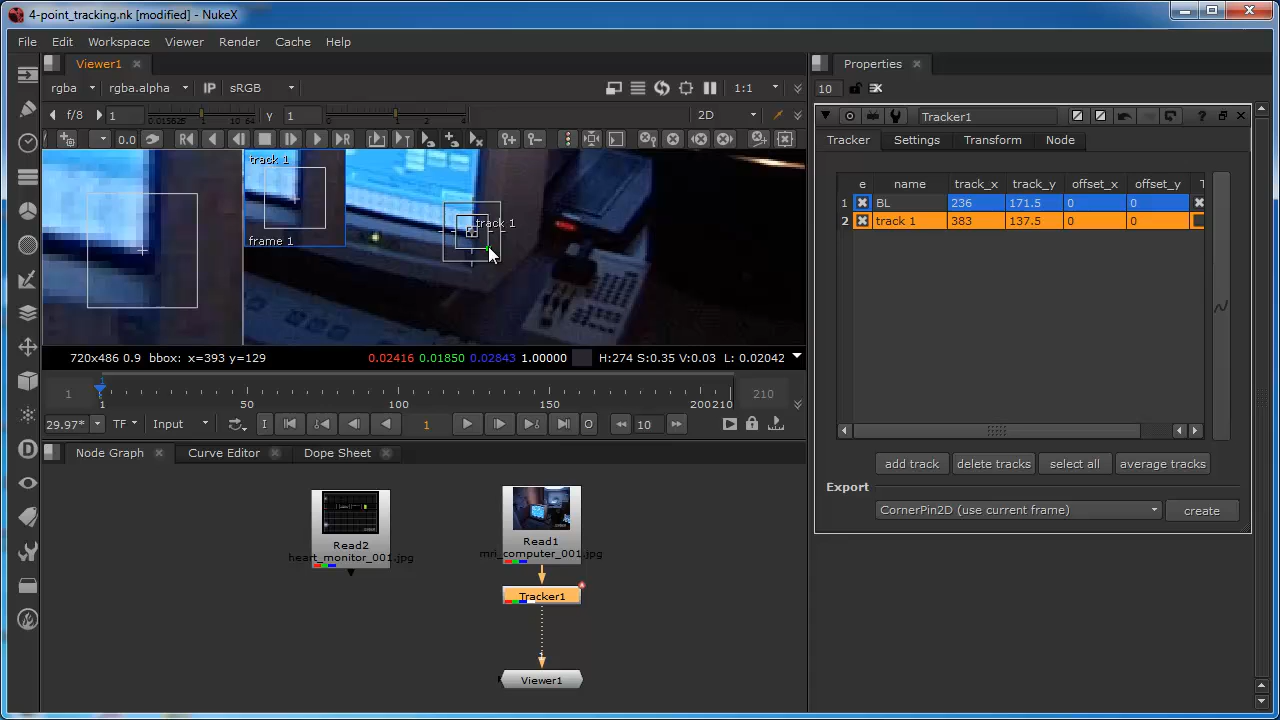 4-point_tracking.nk [modified] - NukeX
File Edit Workspace Viewer Render Cache Help
Viewer1
Properties
rgba rgba.alpha IP sRGB 1:1
10
f/8 1 γ 1 2D
Tracker1
0.0
Tracker Settings Transform Node
track 1
frame 1
track 1
e name track_x track_y offset_x offset_y T
1 BL 236 171.5 0 0
2 track 1 383 137.5 0 0
720x486 0.9 bbox: x=393 y=129 0.02416 0.01850 0.02843 1.00000 H:274 S:0.35 V:0.03 L: 0.02042
1 1 210
1 50 100 150 200 210
29.97* TF Input I 1 O 10
Node Graph Curve Editor Dope Sheet
add track delete tracks select all average tracks
Export
CornerPin2D (use current frame) create
Read2
heart_monitor_001.jpg
Read1
mri_computer_001.jpg
Tracker1
Viewer1